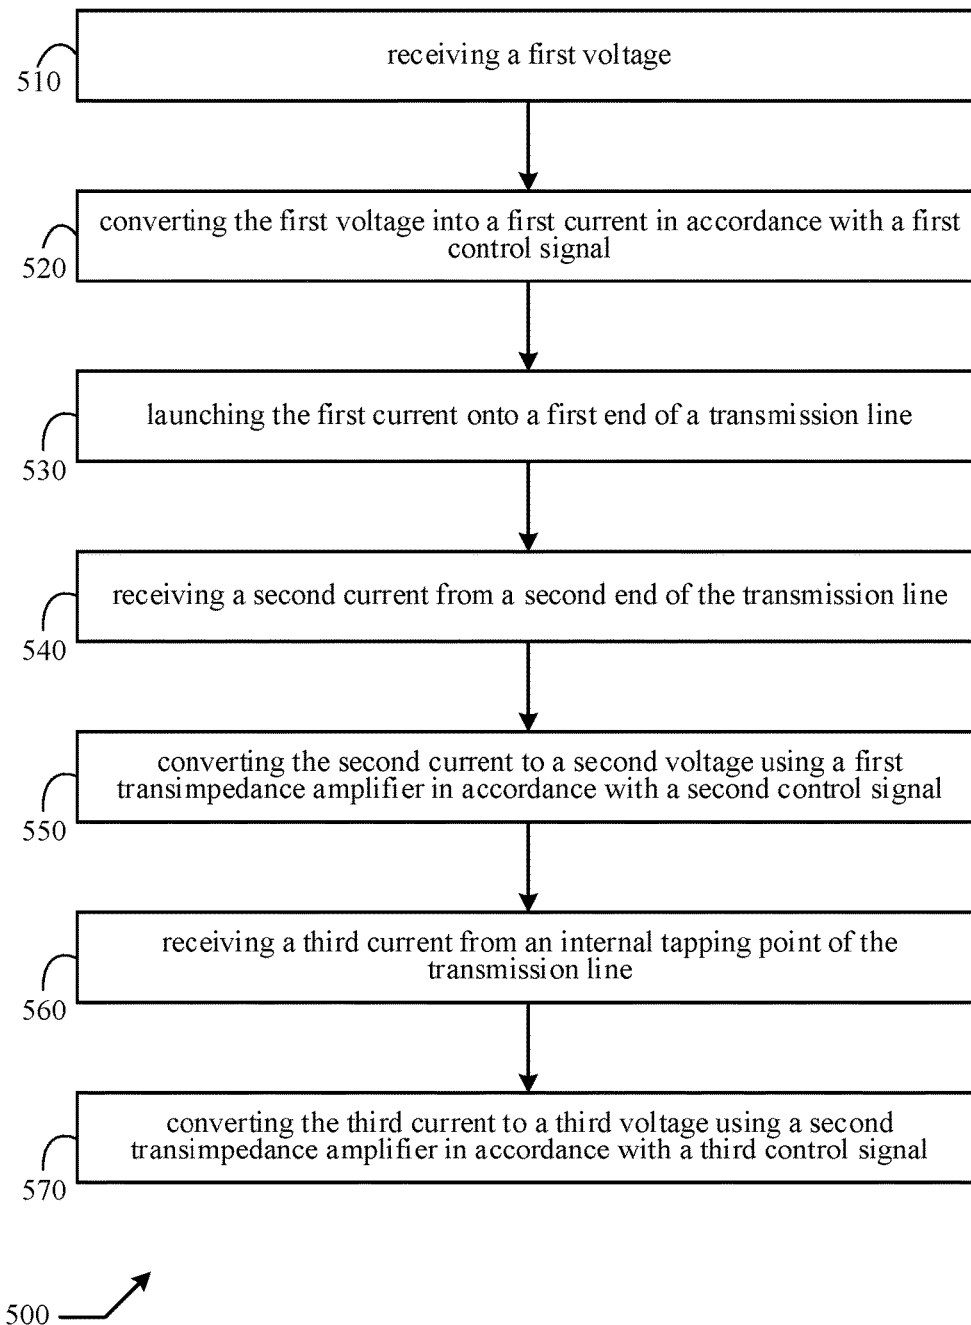 receiving a first voltage
510
converting the first voltage into a first current in accordance with a first
control signal
520
launching the first current onto a first end of a transmission line
530
receiving a second current from a second end of the transmission line
540
converting the second current to a second voltage using a first
transimpedance amplifier in accordance with a second control signal
550
receiving a third current from an internal tapping point of the
transmission line
560
converting the third current to a third voltage using a second
transimpedance amplifier in accordance with a third control signal
570
500